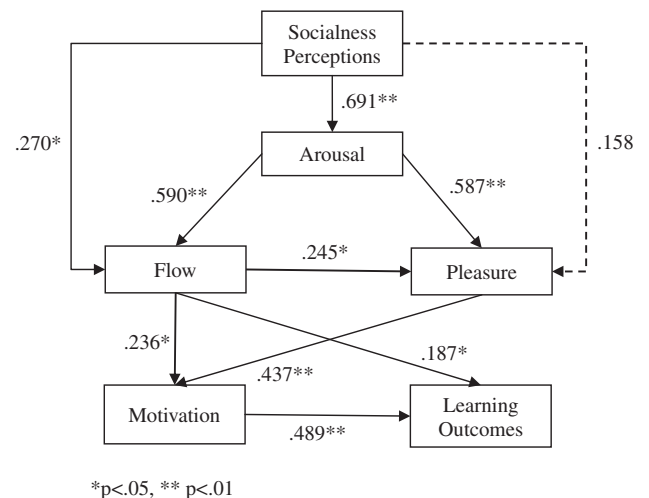 Socialness
Perceptions
.691**
.270*
.158
Arousal
.590**
.587**
Flow
.245*
Pleasure
.236*
.437**
.187*
Motivation
.489**
Learning
Outcomes
*p<.05, ** p<.01